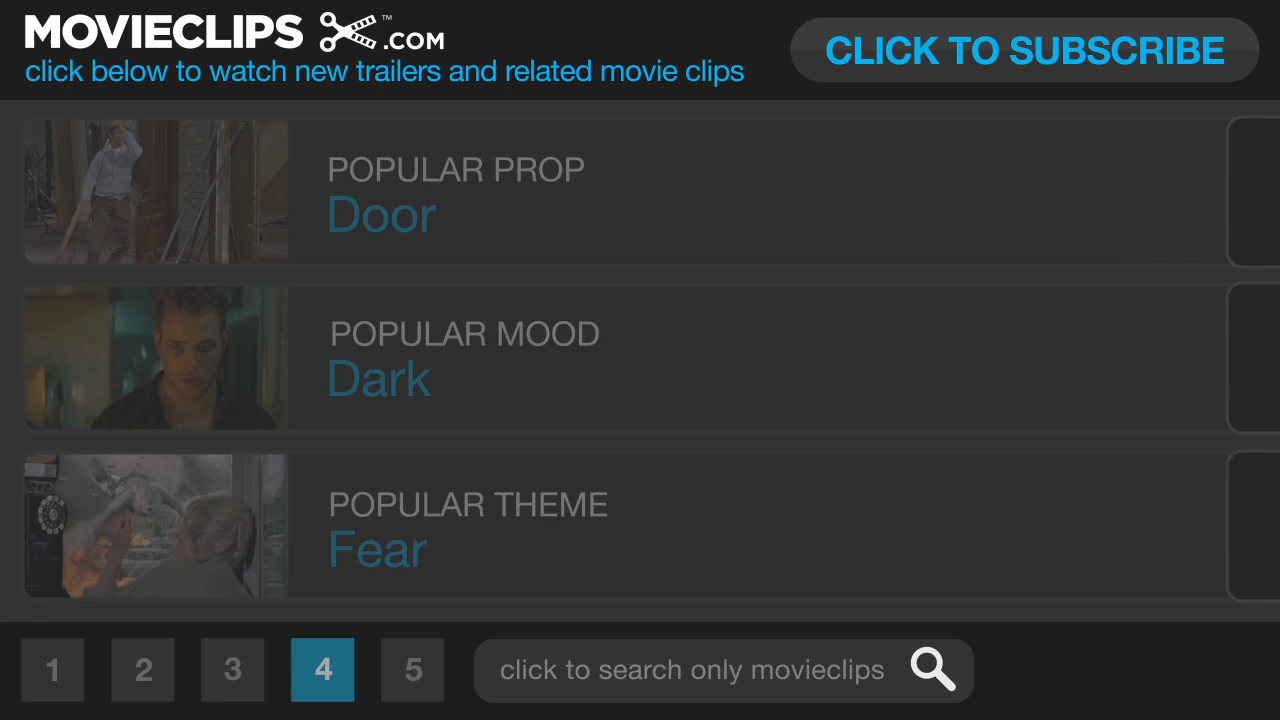 MOVIECLIPS ™ .COM
click below to watch new trailers and related movie clips
CLICK TO SUBSCRIBE
POPULAR PROP
Door
POPULAR MOOD
Dark
POPULAR THEME
Fear
1 2 3 4 5
click to search only movieclips